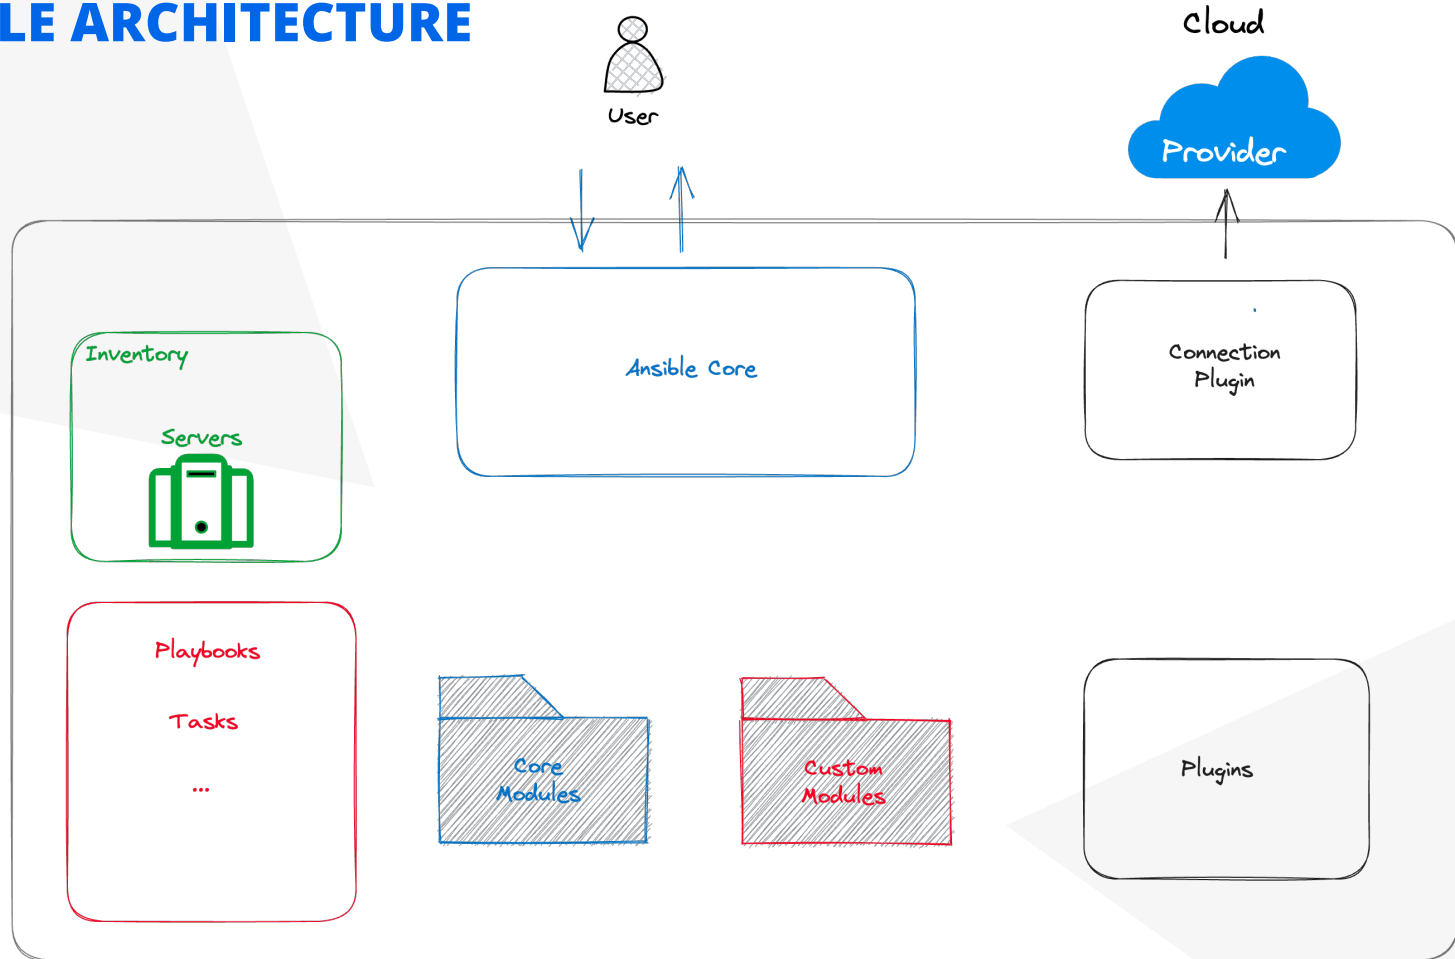 LE ARCHITECTURE
User
Cloud
Provider
Inventory
Servers
Ansible Core
Connection
Plugin
Playbooks
Tasks
...
Core
Modules
Custom
Modules
Plugins